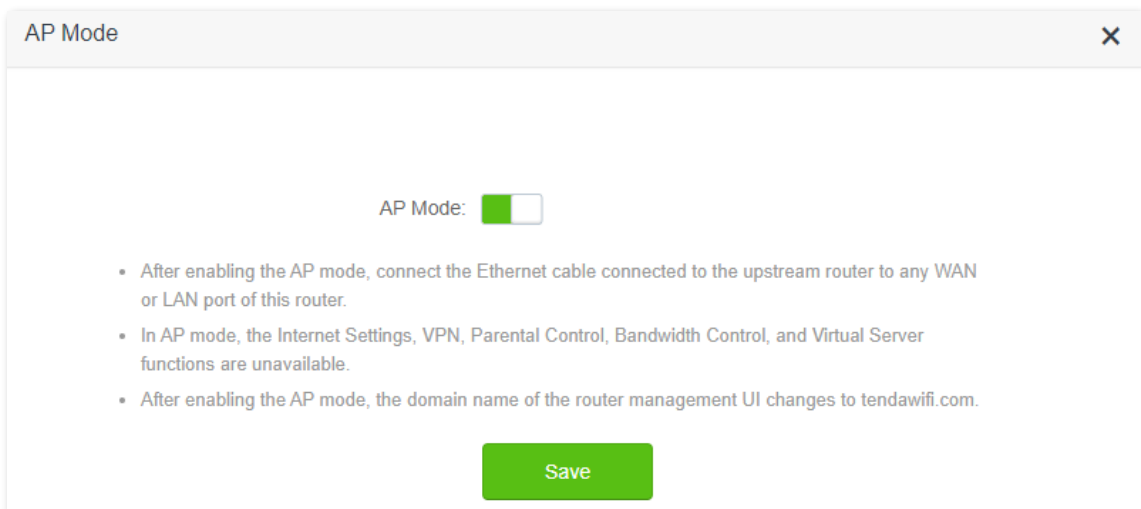 AP Mode
AP Mode:
After enabling the AP mode, connect the Ethernet cable connected to the upstream router to any WAN
or LAN port of this router.
In AP mode, the Internet Settings, VPN, Parental Control, Bandwidth Control, and Virtual Server
functions are unavailable.
After enabling the AP mode, the domain name of the router management UI changes to tendawifi.com.
Save